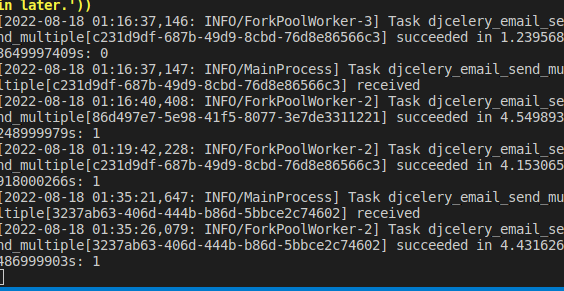 in later.'))
[2022-08-18 01:16:37,146: INFO/ForkPoolWorker-3] Task djcelery_email_se
nd_multiple[c231d9df-687b-49d9-8cbd-76d8e86566c3] succeeded in 1.239568
3649997409s: 0
[2022-08-18 01:16:37,147: INFO/MainProcess] Task djcelery_email_send_mu
ltiple[c231d9df-687b-49d9-8cbd-76d8e86566c3] received
[2022-08-18 01:16:40,408: INFO/ForkPoolWorker-2] Task djcelery_email_se
nd_multiple[86d497e7-5e98-41f5-8077-3e7de3311221] succeeded in 4.549893
248999979s: 1
[2022-08-18 01:19:42,228: INFO/ForkPoolWorker-2] Task djcelery_email_se
nd_multiple[c231d9df-687b-49d9-8cbd-76d8e86566c3] succeeded in 4.153065
918000266s: 1
[2022-08-18 01:35:21,647: INFO/MainProcess] Task djcelery_email_send_mu
ltiple[3237ab63-406d-444b-b86d-5bbce2c74602] received
[2022-08-18 01:35:26,079: INFO/ForkPoolWorker-2] Task djcelery_email_se
nd_multiple[3237ab63-406d-444b-b86d-5bbce2c74602] succeeded in 4.431626
486999903s: 1